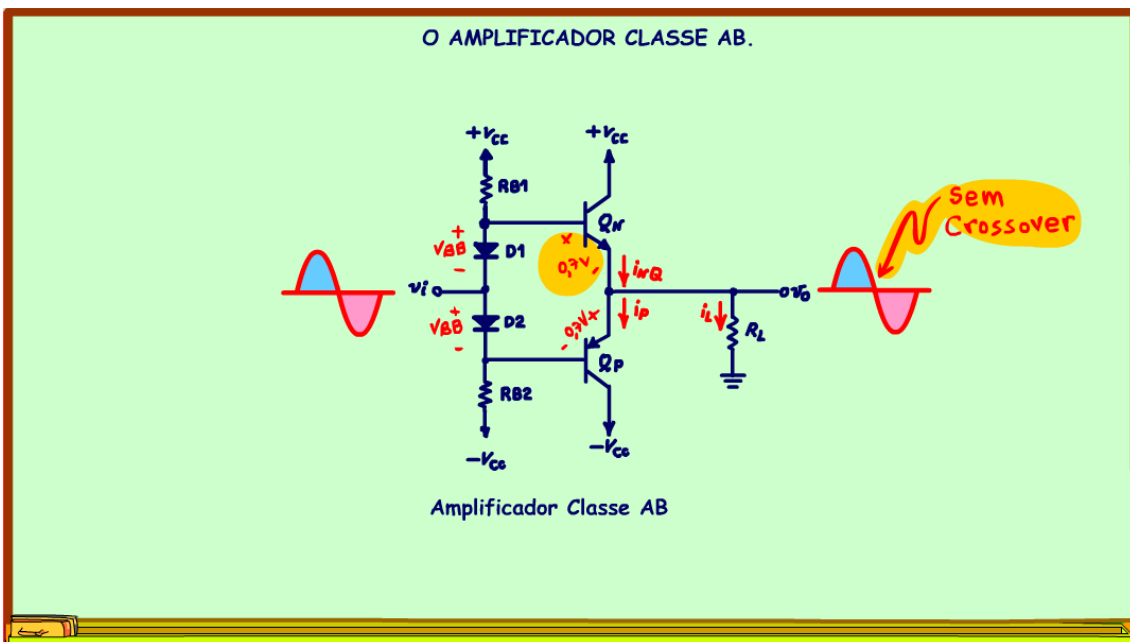 O AMPLIFICADOR CLASSE AB.
+VCC
+VCC
RB1
QN
+
VBB
-
D1
+
0,7V
-
iNQ
Sem
Crossover
vi
vo
+
VBB
-
D2
0,7V+
-
iP
iL
RL
QP
RB2
-VCC
-VCC
Amplificador Classe AB